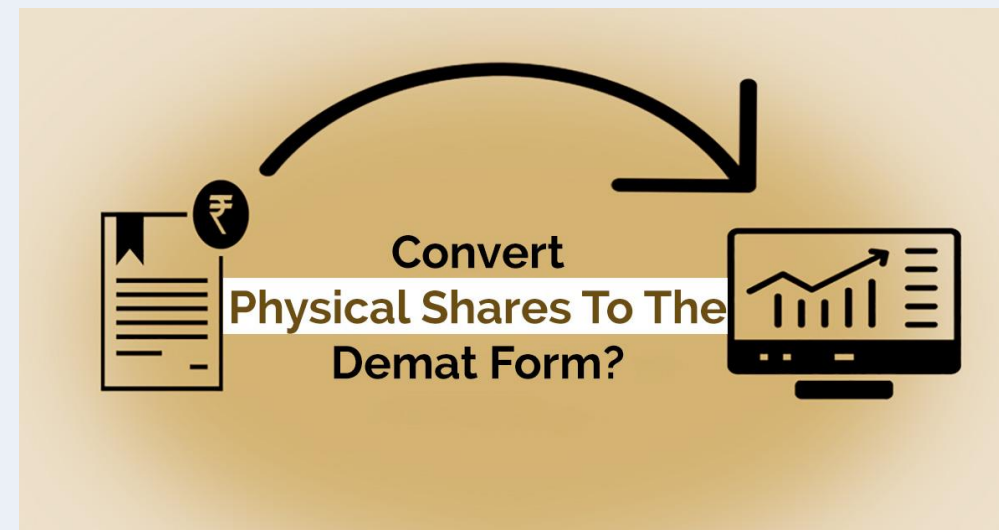 ₹
Convert
Physical Shares To The
Demat Form?